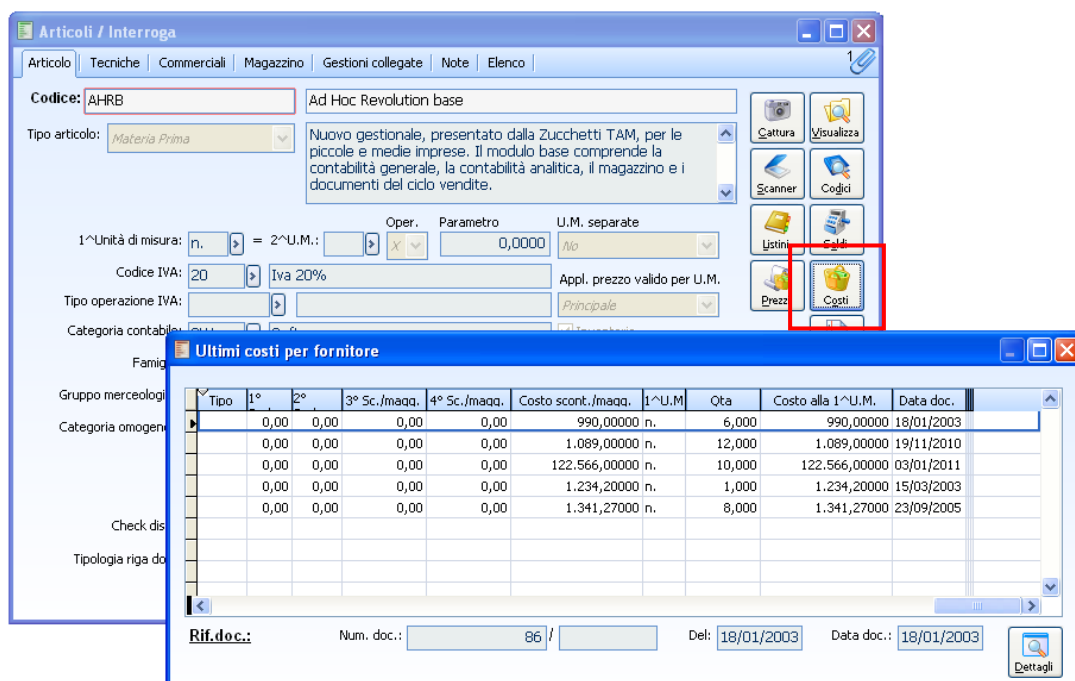 Articoli / Interroga
Articolo Tecniche Commerciali Magazzino Gestioni collegate Note Elenco 1
Codice: AHRB Ad Hoc Revolution base
Tipo articolo: Materia Prima
Nuovo gestionale, presentato dalla Zucchetti TAM, per le
piccole e medie imprese. Il modulo base comprende la
contabilità generale, la contabilità analitica, il magazzino e i
documenti del ciclo vendite.
Cattura Visualizza
Scanner Codici
Listini Saldi
Prezzi Costi
Oper. Parametro U.M. separate
1^Unità di misura: n. = 2^U.M.: X 0,0000 No
Codice IVA: 20 Iva 20% Appl. prezzo valido per U.M.
Tipo operazione IVA: Principale
Categoria contabile:
Famig
Gruppo merceologi
Categoria omogen
Check dis
Tipologia riga do
Ultimi costi per fornitore
Tipo 1° 2° 3° Sc./magg. 4° Sc./magg. Costo scont./magg. 1^U.M Qta Costo alla 1^U.M. Data doc.
0,00 0,00 0,00 0,00 990,00000 n. 6,000 990,00000 18/01/2003
0,00 0,00 0,00 0,00 1.089,00000 n. 12,000 1.089,00000 19/11/2010
0,00 0,00 0,00 0,00 122.566,00000 n. 10,000 122.566,00000 03/01/2011
0,00 0,00 0,00 0,00 1.234,20000 n. 1,000 1.234,20000 15/03/2003
0,00 0,00 0,00 0,00 1.341,27000 n. 8,000 1.341,27000 23/09/2005
Rif.doc.: Num. doc.: 86 / Del: 18/01/2003 Data doc.: 18/01/2003
Dettagli